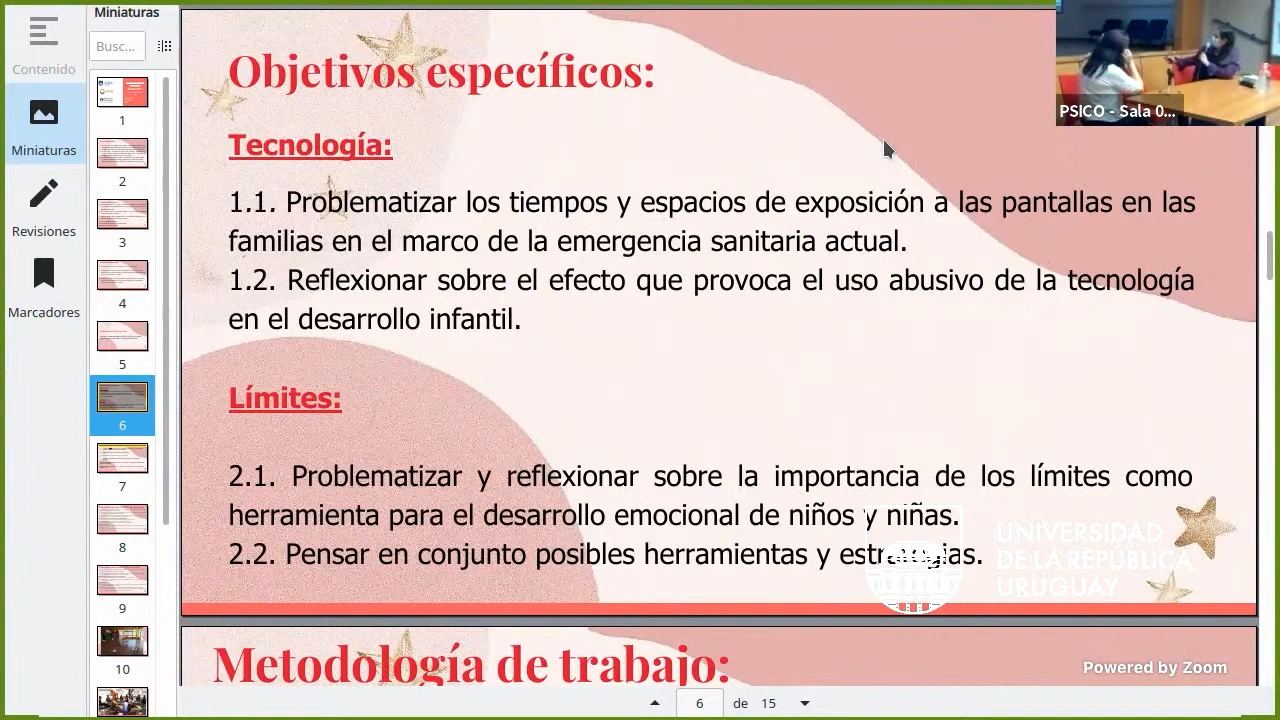 Contenido
Miniaturas
Revisiones
Marcadores
Miniaturas
Busc...
1
2
3
4
5
6
7
8
9
10
Objetivos específicos:
Tecnología:
1.1. Problematizar los tiempos y espacios de exposición a las pantallas en las
familias en el marco de la emergencia sanitaria actual.
1.2. Reflexionar sobre el efecto que provoca el uso abusivo de la tecnología
en el desarrollo infantil.
Límites:
2.1. Problematizar y reflexionar sobre la importancia de los límites como
herramienta para el desarrollo emocional de niños y niñas.
2.2. Pensar en conjunto posibles herramientas y estrategias.
UNIVERSIDAD
DE LA REPÚBLICA
URUGUAY
Metodología de trabajo:
PSICO - Sala 0...
Powered by Zoom
6 de 15